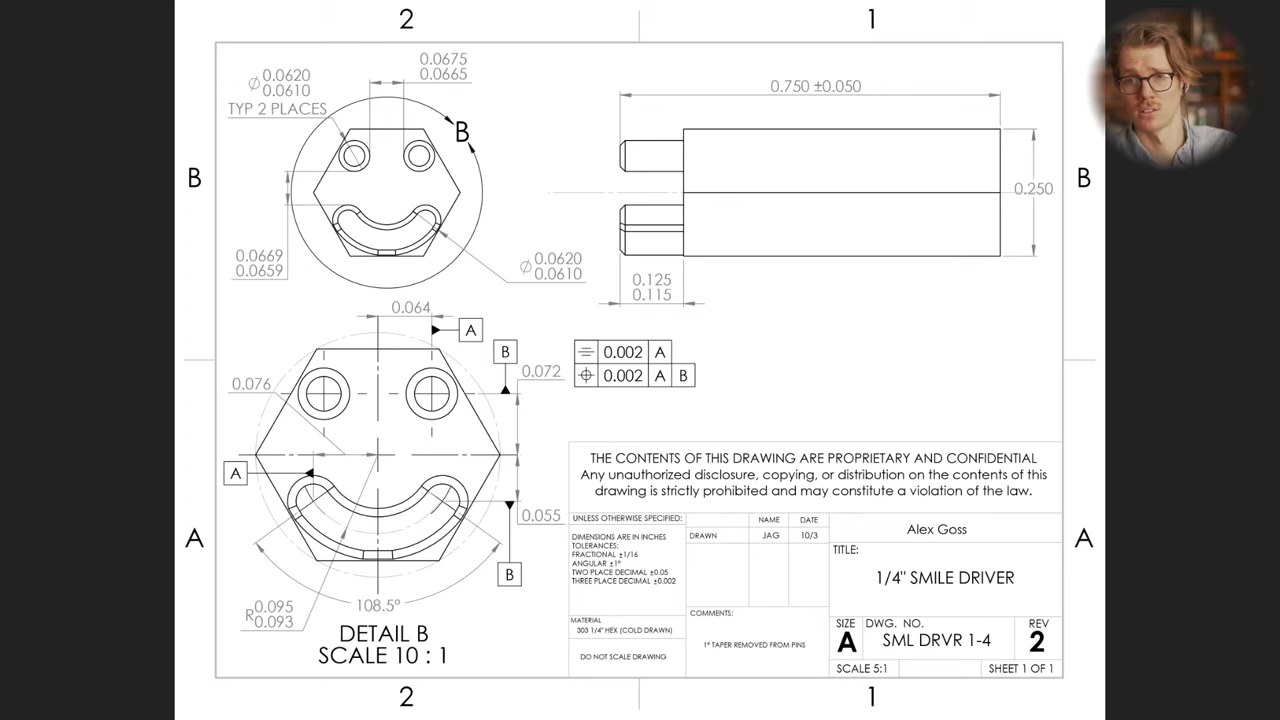 2
1
B
B
A
A
2
1
0.0675
0.0665
⌀0.0620
0.0610
TYP 2 PLACES
B
0.0669
0.0659
⌀0.0620
0.0610
0.750 ±0.050
0.250
0.125
0.115
0.064
A
B
0.072
0.076
A
0.055
B
108.5°
R0.095
0.093
DETAIL B
SCALE 10 : 1
⌯ 0.002 A
⌖ 0.002 A B
THE CONTENTS OF THIS DRAWING ARE PROPRIETARY AND CONFIDENTIAL
Any unauthorized disclosure, copying, or distribution on the contents of this
drawing is strictly prohibited and may constitute a violation of the law.
UNLESS OTHERWISE SPECIFIED:
DIMENSIONS ARE IN INCHES
TOLERANCES:
FRACTIONAL ±1/16
ANGULAR ±1°
TWO PLACE DECIMAL ±0.05
THREE PLACE DECIMAL ±0.002
MATERIAL
303 1/4" HEX (COLD DRAWN)
DO NOT SCALE DRAWING
NAME DATE
DRAWN JAG 10/3
COMMENTS:
1° TAPER REMOVED FROM PINS
Alex Goss
TITLE:
1/4" SMILE DRIVER
SIZE DWG. NO. REV
A SML DRVR 1-4 2
SCALE 5:1 SHEET 1 OF 1